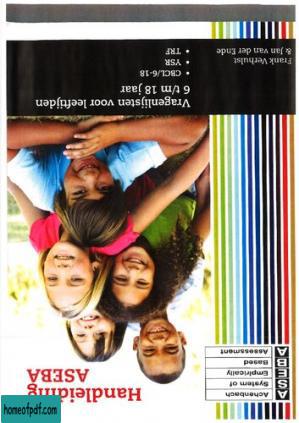 Achenbach
System of
Empirically
Based
Assessment
ASEBA
Handleiding
ASEBA
Vragenlijsten voor leeftijden
6 t/m 18 jaar
• CBCL/6-18
• YSR
• TRF
Frank Verhulst
& Jan van der Ende
homeofpdf.com